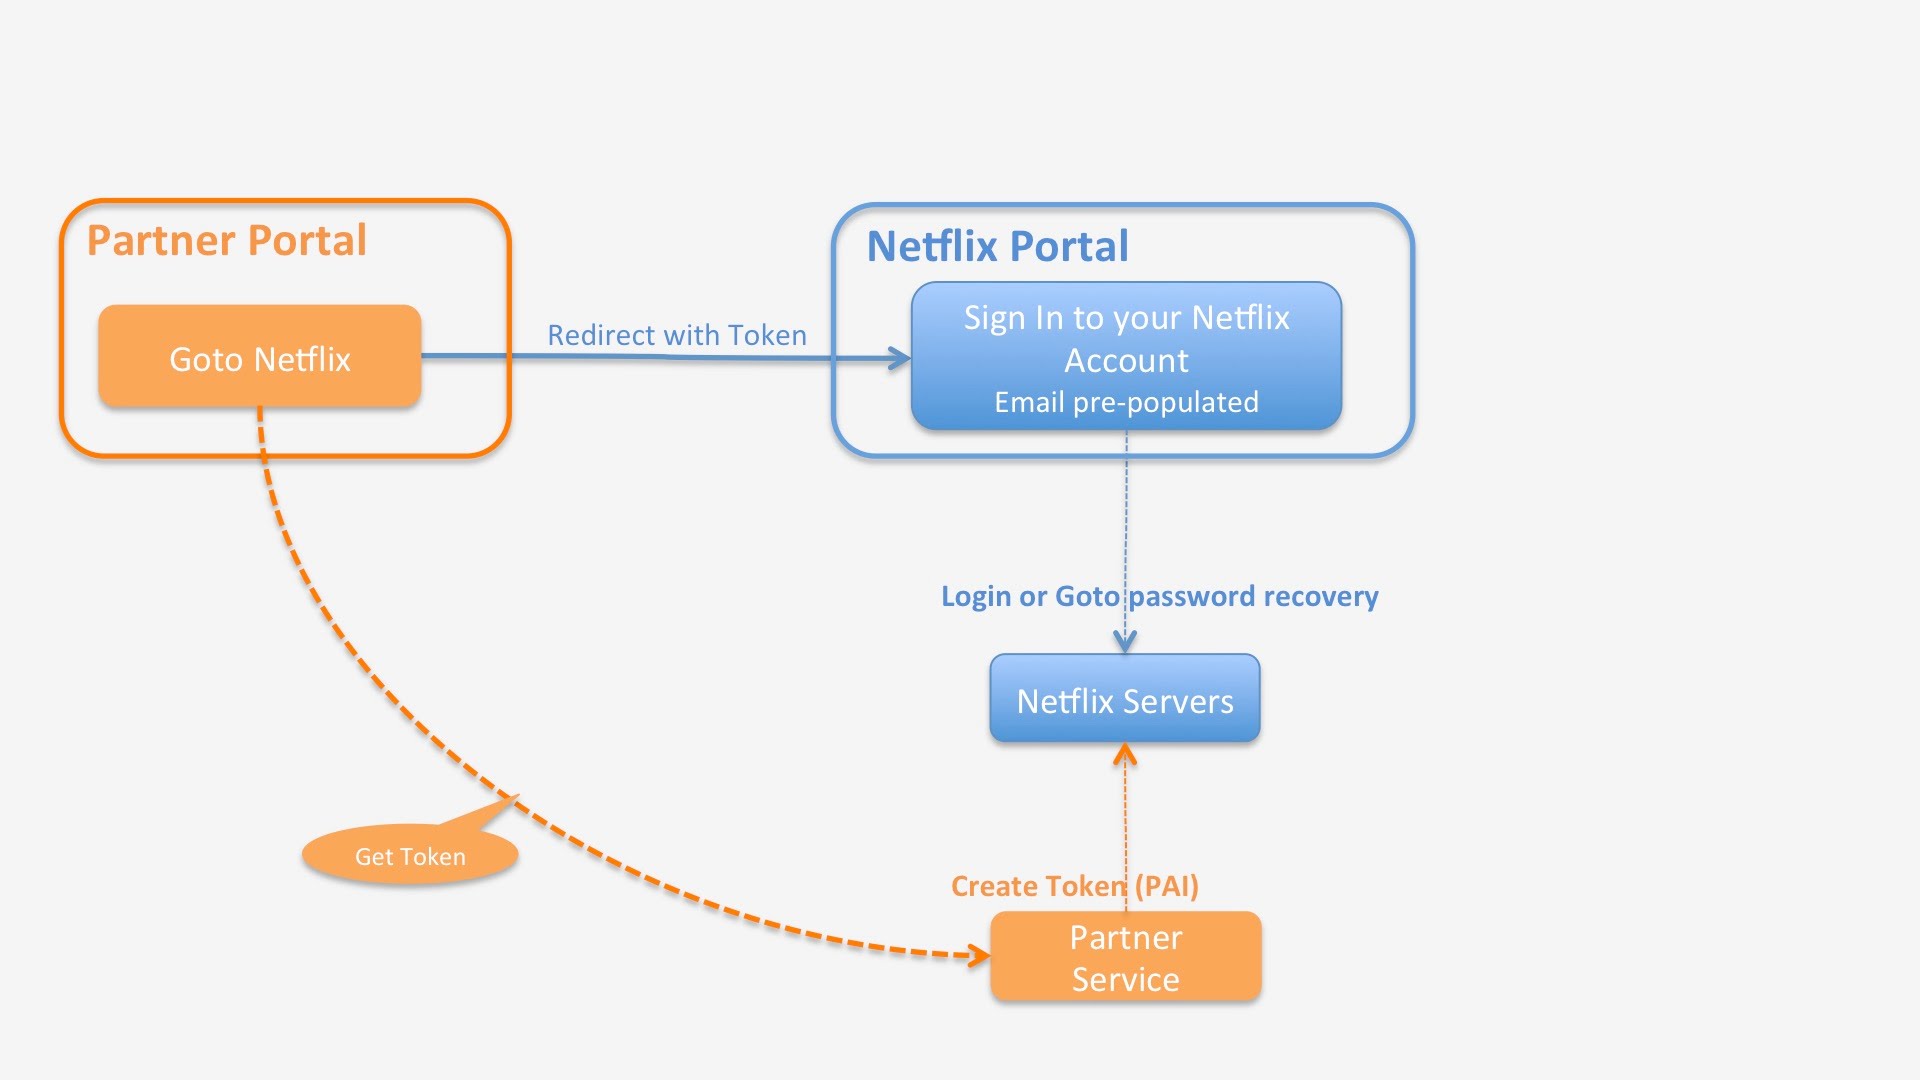 Partner Portal
Goto Netflix
Redirect with Token
Netflix Portal
Sign In to your Netflix
Account
Email pre-populated
Login or Goto password recovery
Netflix Servers
Get Token
Create Token (PAI)
Partner
Service